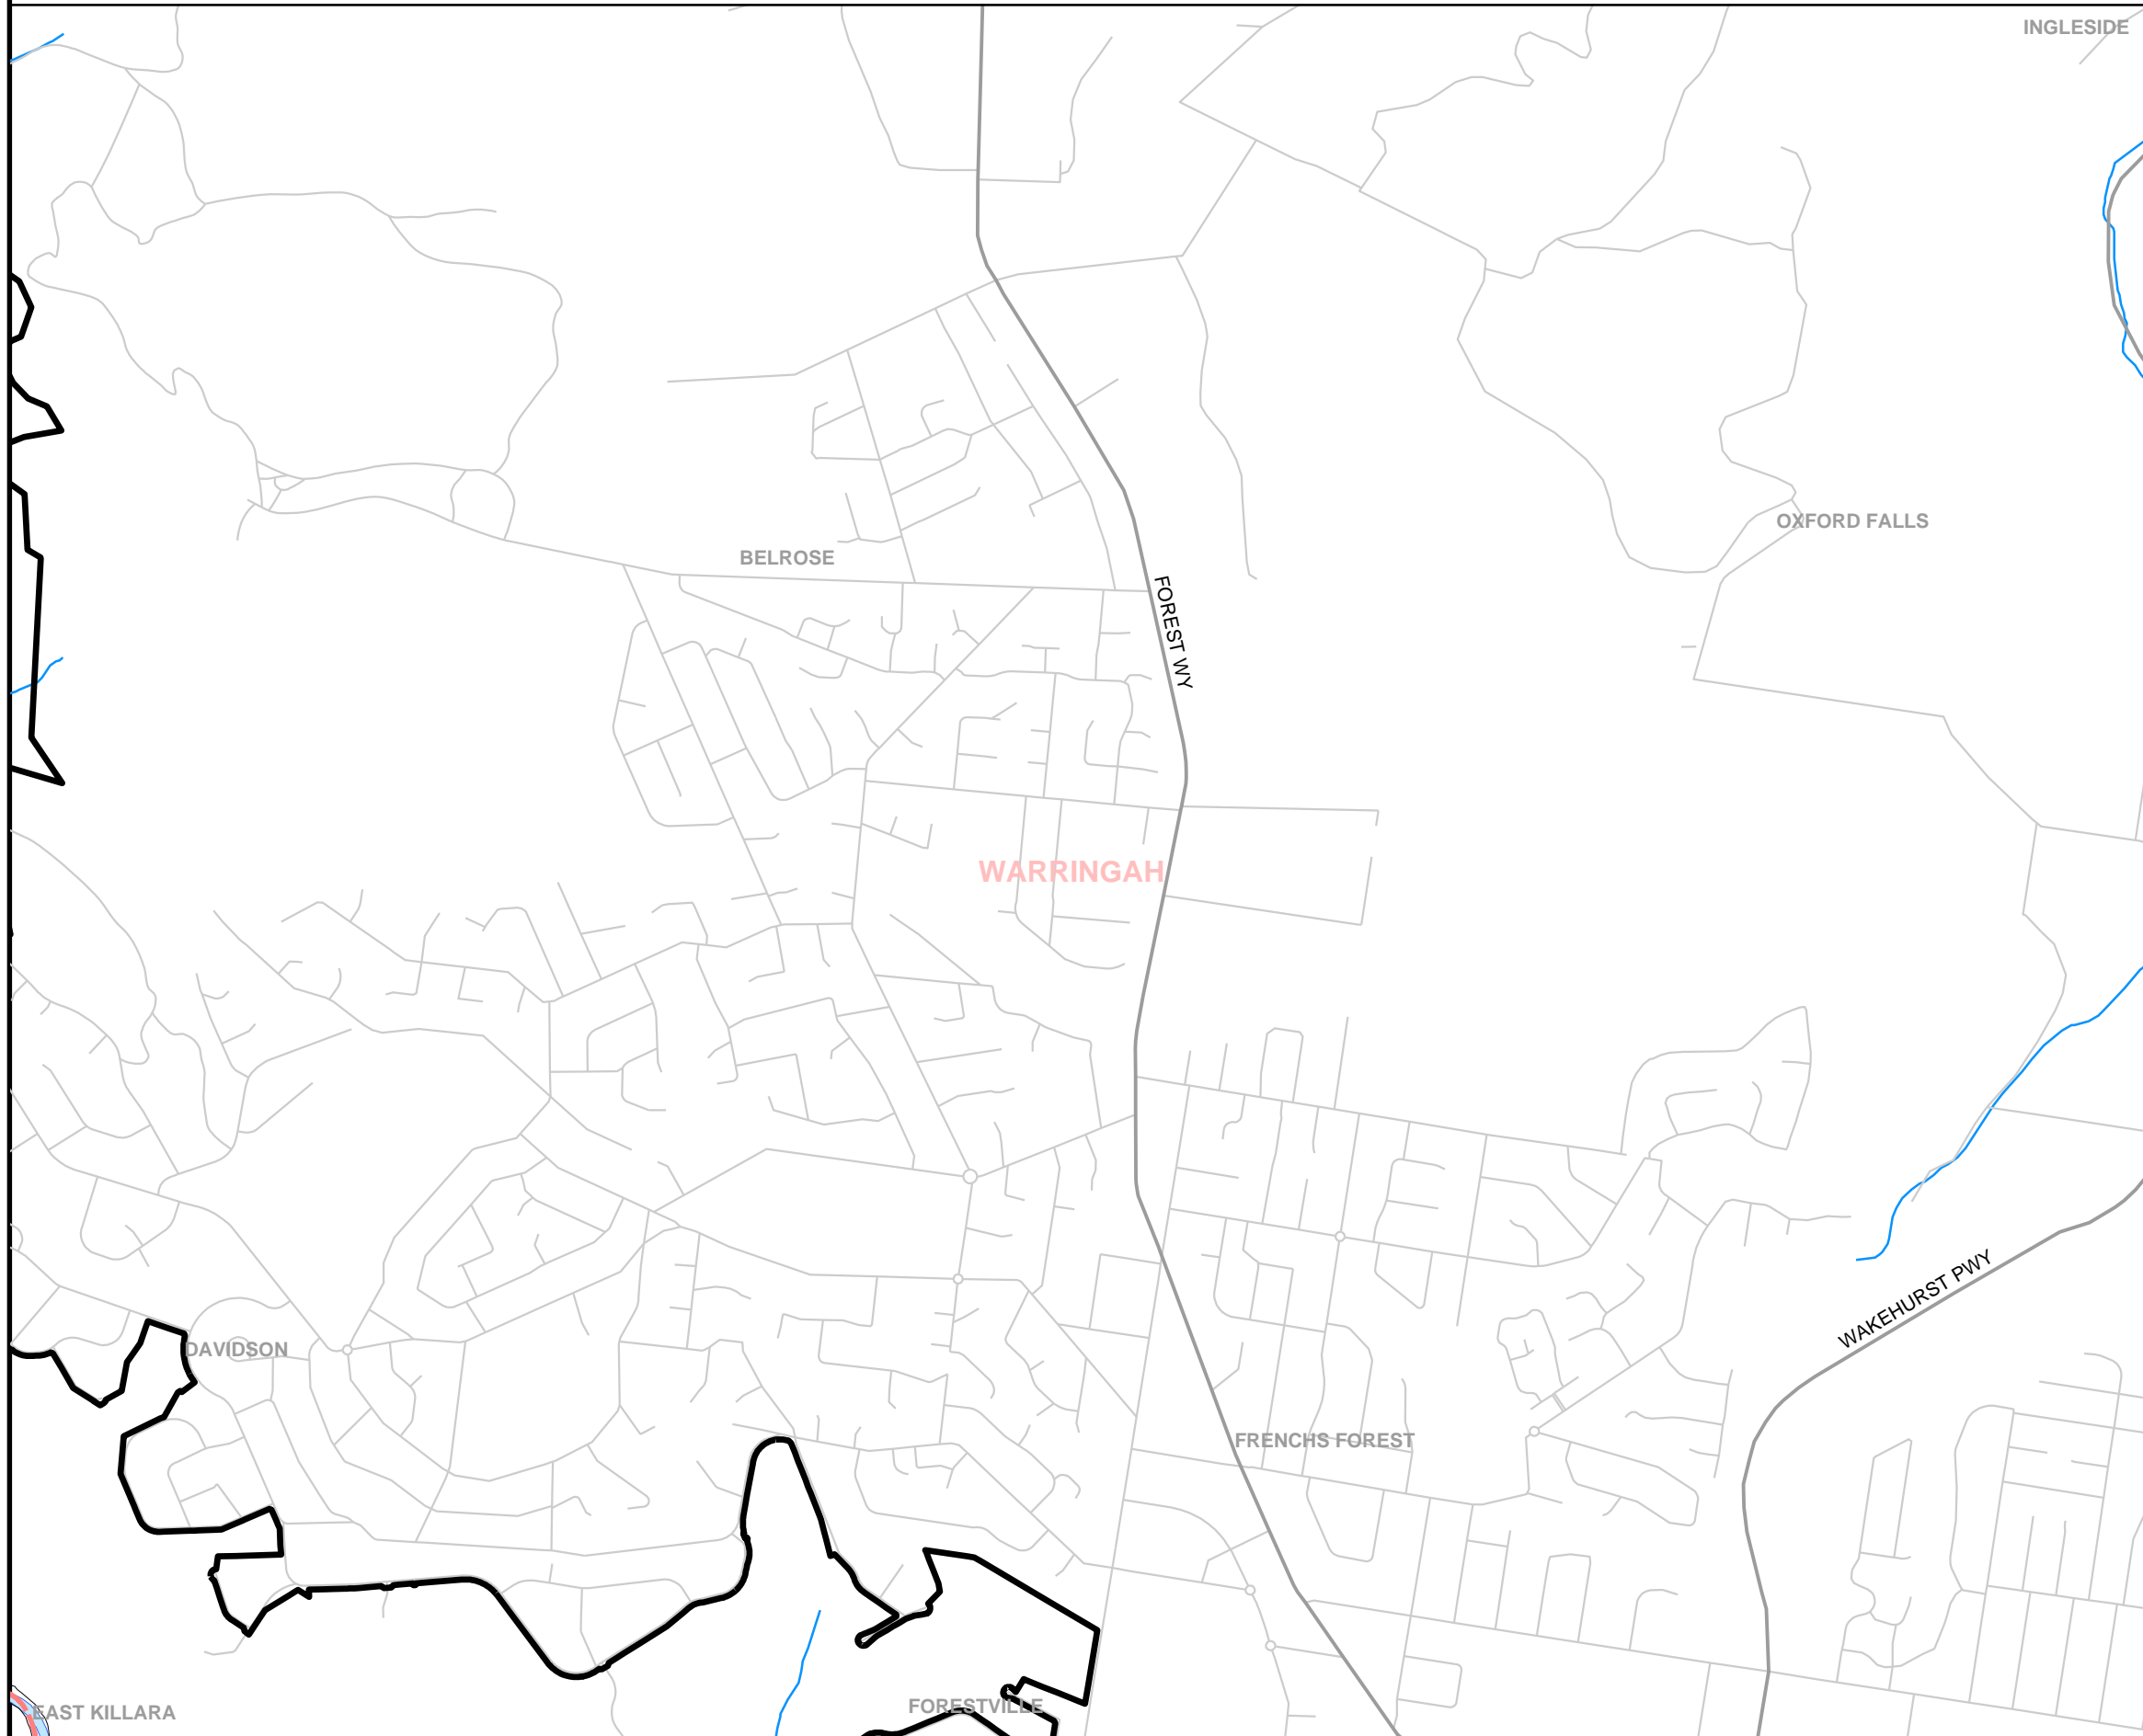 INGLESIDE
OXFORD FALLS
BELROSE
FOREST WY
WARRINGAH
WAKEHURST PWY
DAVIDSON
FRENCHS FOREST
FORESTVILLE
EAST KILLARA